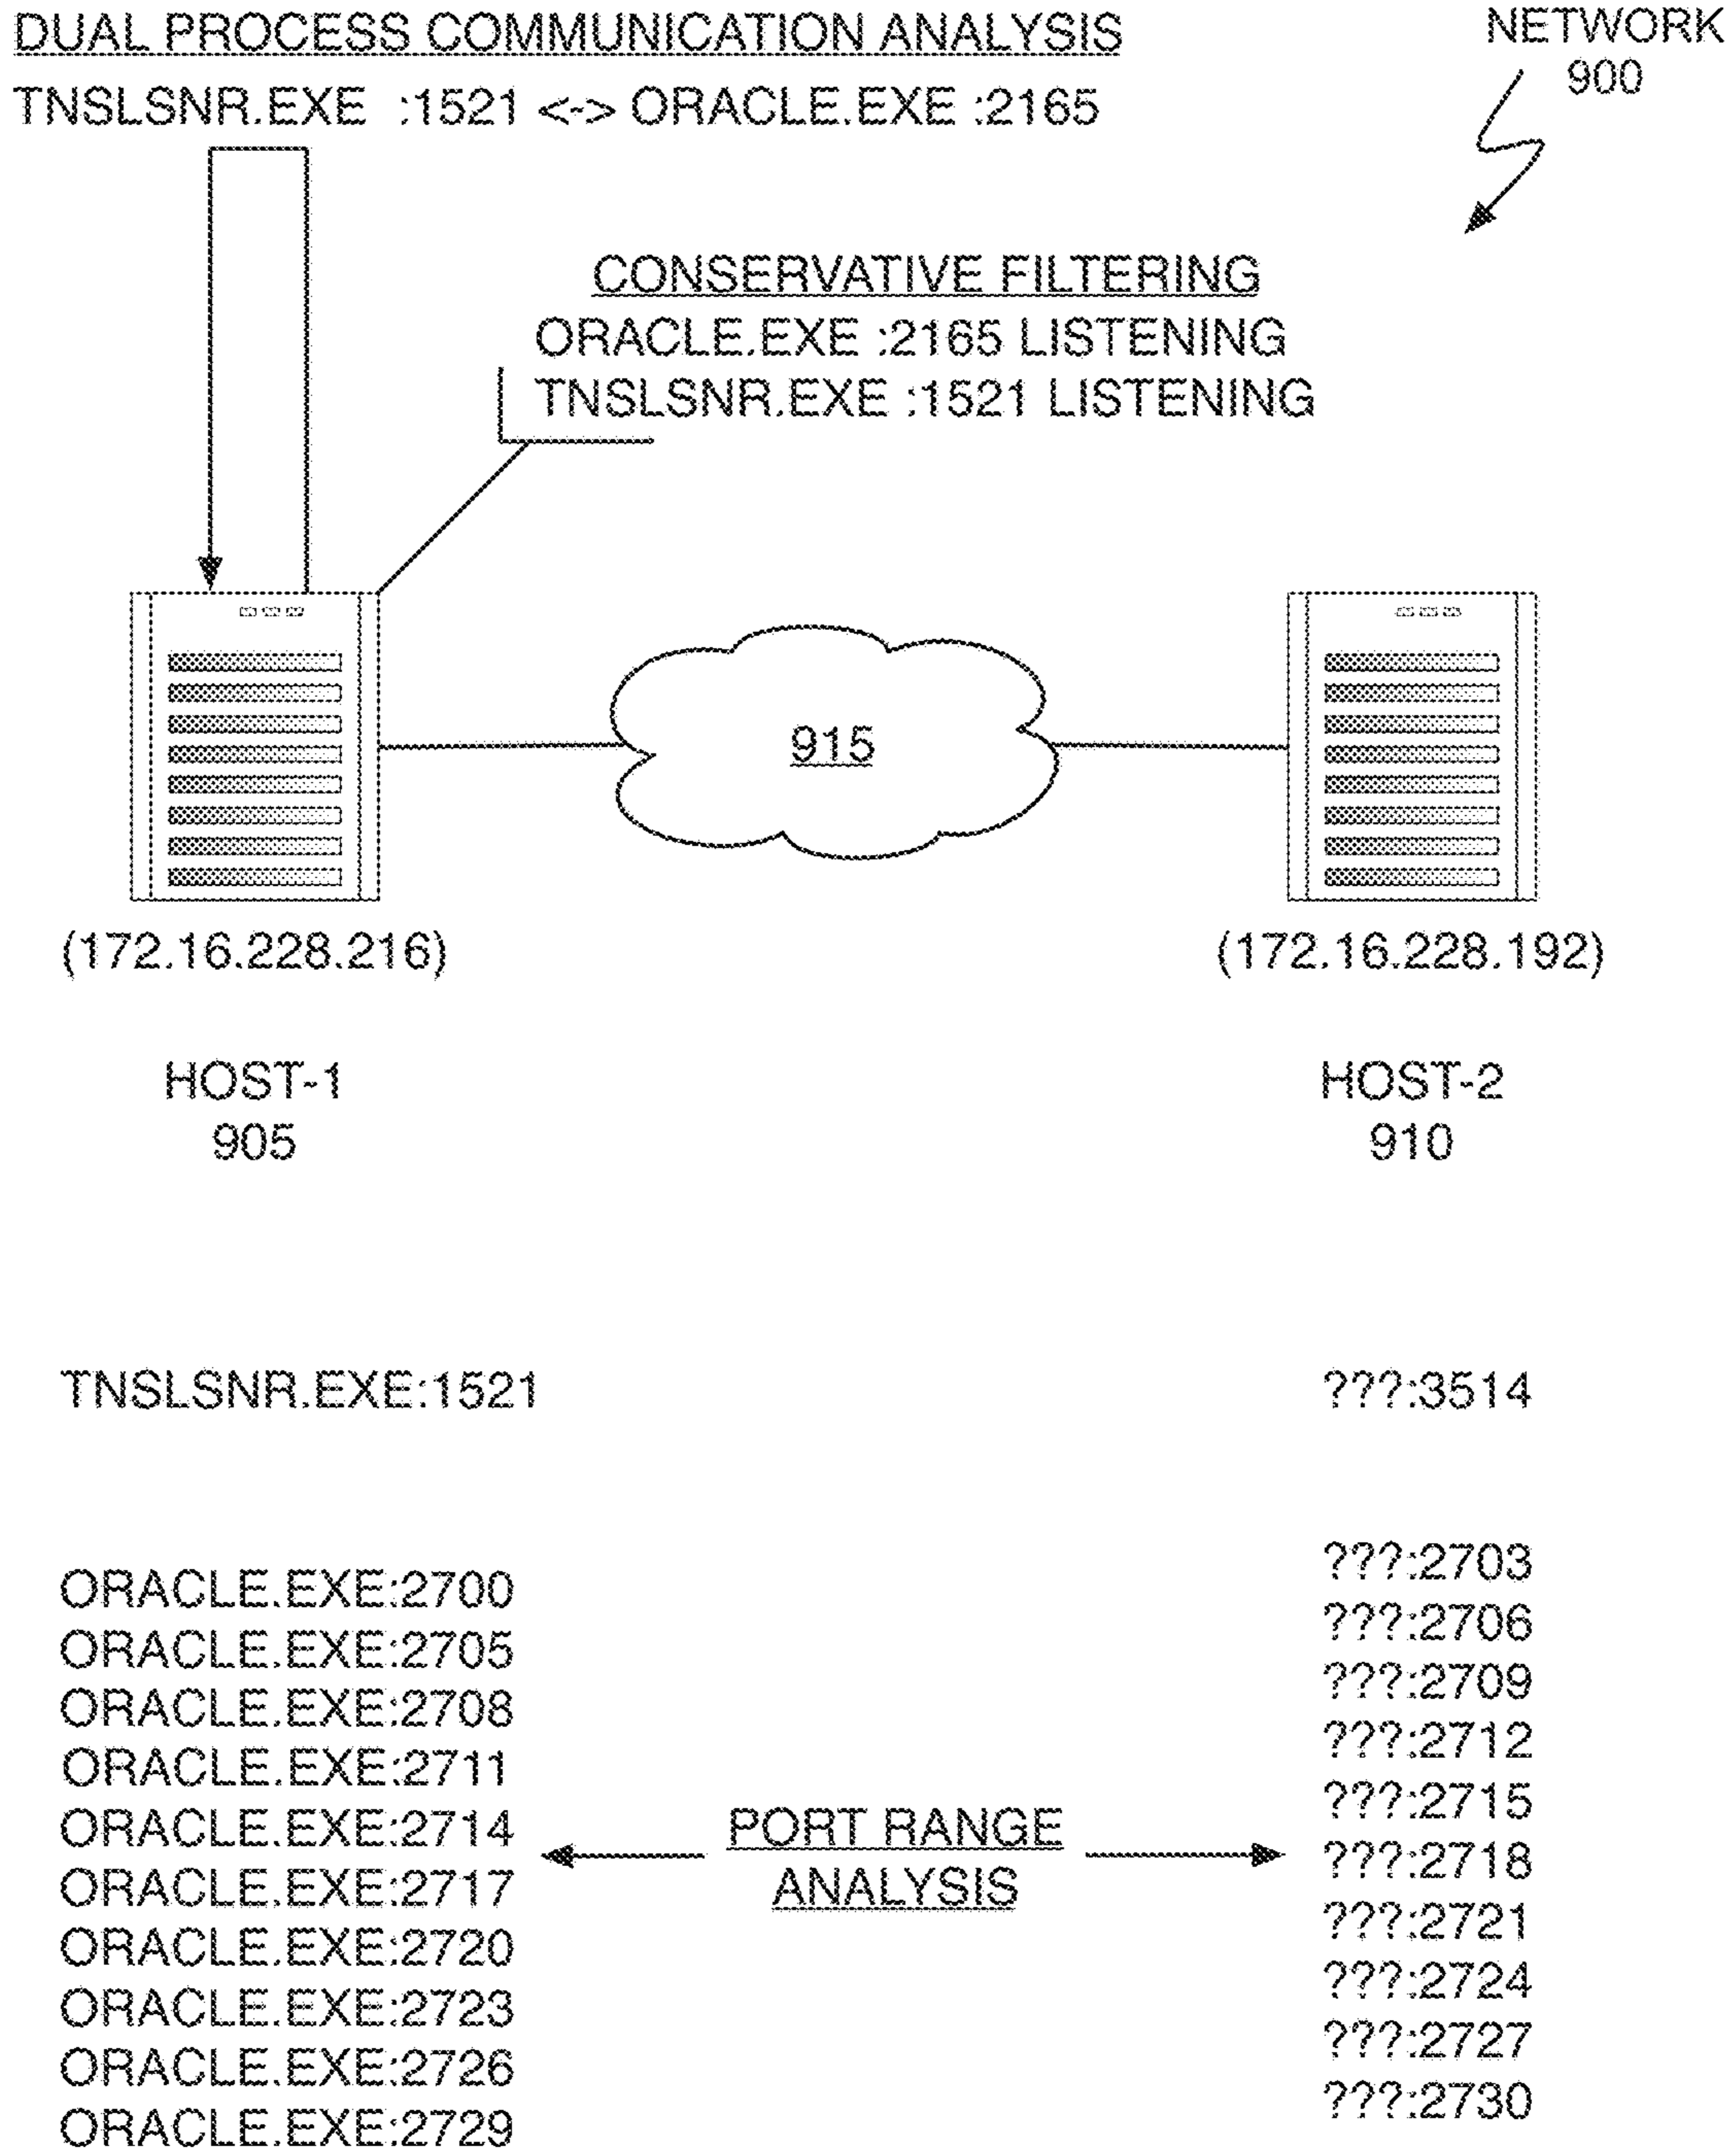 DUAL PROCESS COMMUNICATION ANALYSIS
TNSLSNR.EXE :1521 <-> ORACLE.EXE :2165
NETWORK
900
CONSERVATIVE FILTERING
ORACLE.EXE :2165 LISTENING
TNSLSNR.EXE :1521 LISTENING
915
(172.16.228.216)
HOST-1
905
(172.16.228.192)
HOST-2
910
TNSLSNR.EXE:1521
???:3514
ORACLE.EXE:2700
ORACLE.EXE:2705
ORACLE.EXE:2708
ORACLE.EXE:2711
ORACLE.EXE:2714
ORACLE.EXE:2717
ORACLE.EXE:2720
ORACLE.EXE:2723
ORACLE.EXE:2726
ORACLE.EXE:2729
PORT RANGE
ANALYSIS
???:2703
???:2706
???:2709
???:2712
???:2715
???:2718
???:2721
???:2724
???:2727
???:2730